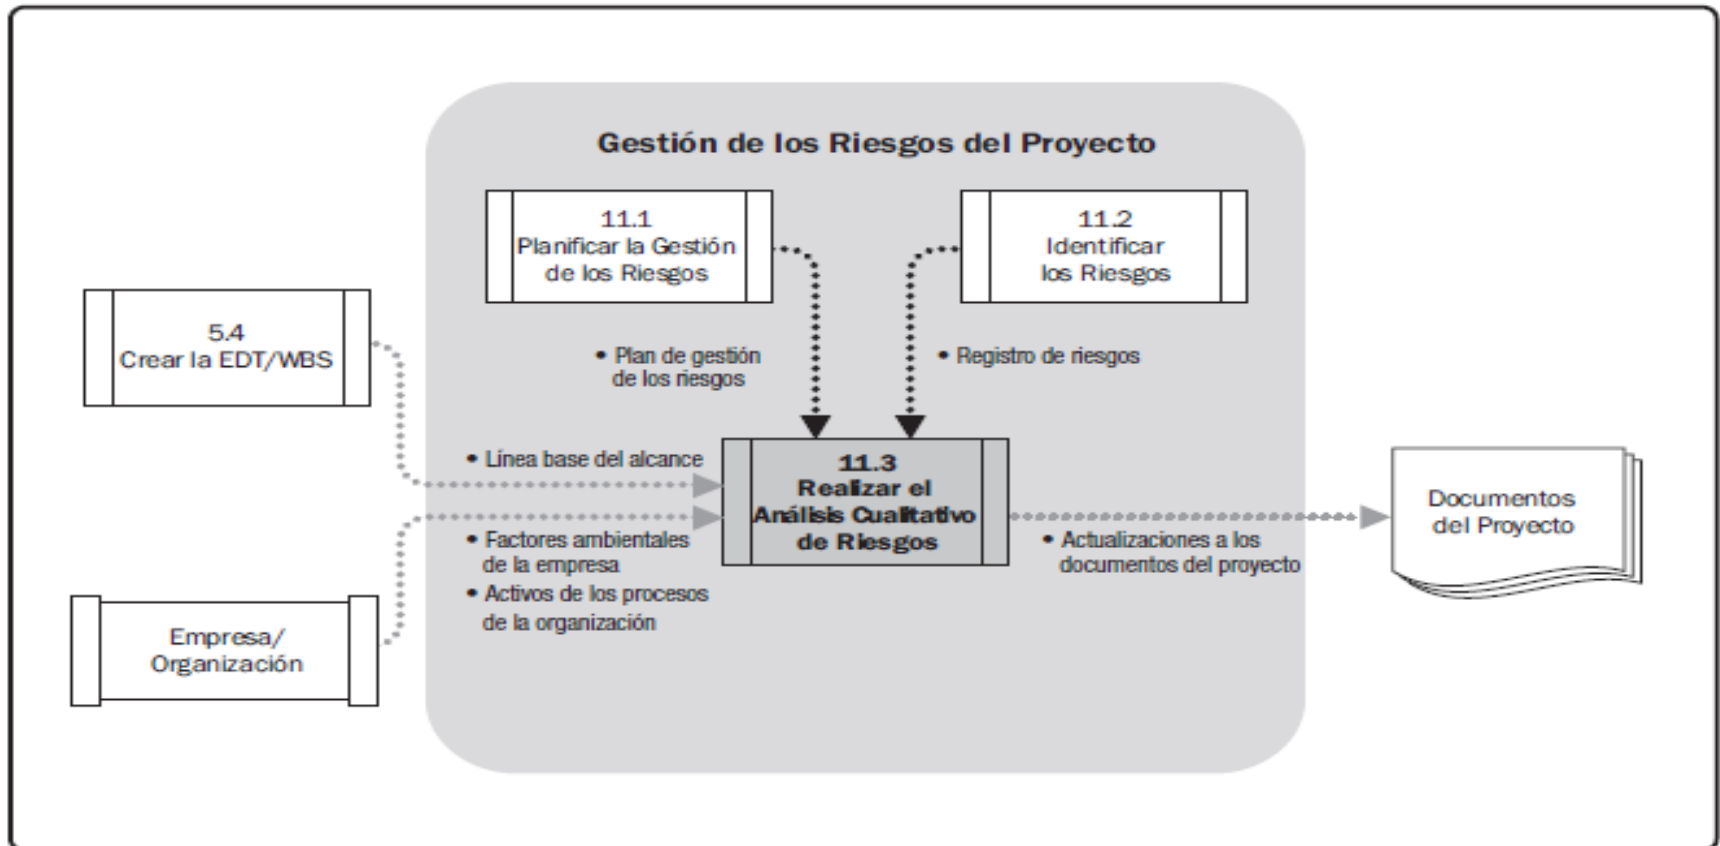 Gestión de los Riesgos del Proyecto
11.1
Planificar la Gestión
de los Riesgos
11.2
Identificar
los Riesgos
5.4
Crear la EDT/WBS
• Plan de gestión
de los riesgos
• Registro de riesgos
• Línea base del alcance
11.3
Realizar el
Análisis Cualitativo
de Riesgos
• Factores ambientales
de la empresa
• Activos de los procesos
de la organización
• Actualizaciones a los
documentos del proyecto
Documentos
del Proyecto
Empresa/
Organización